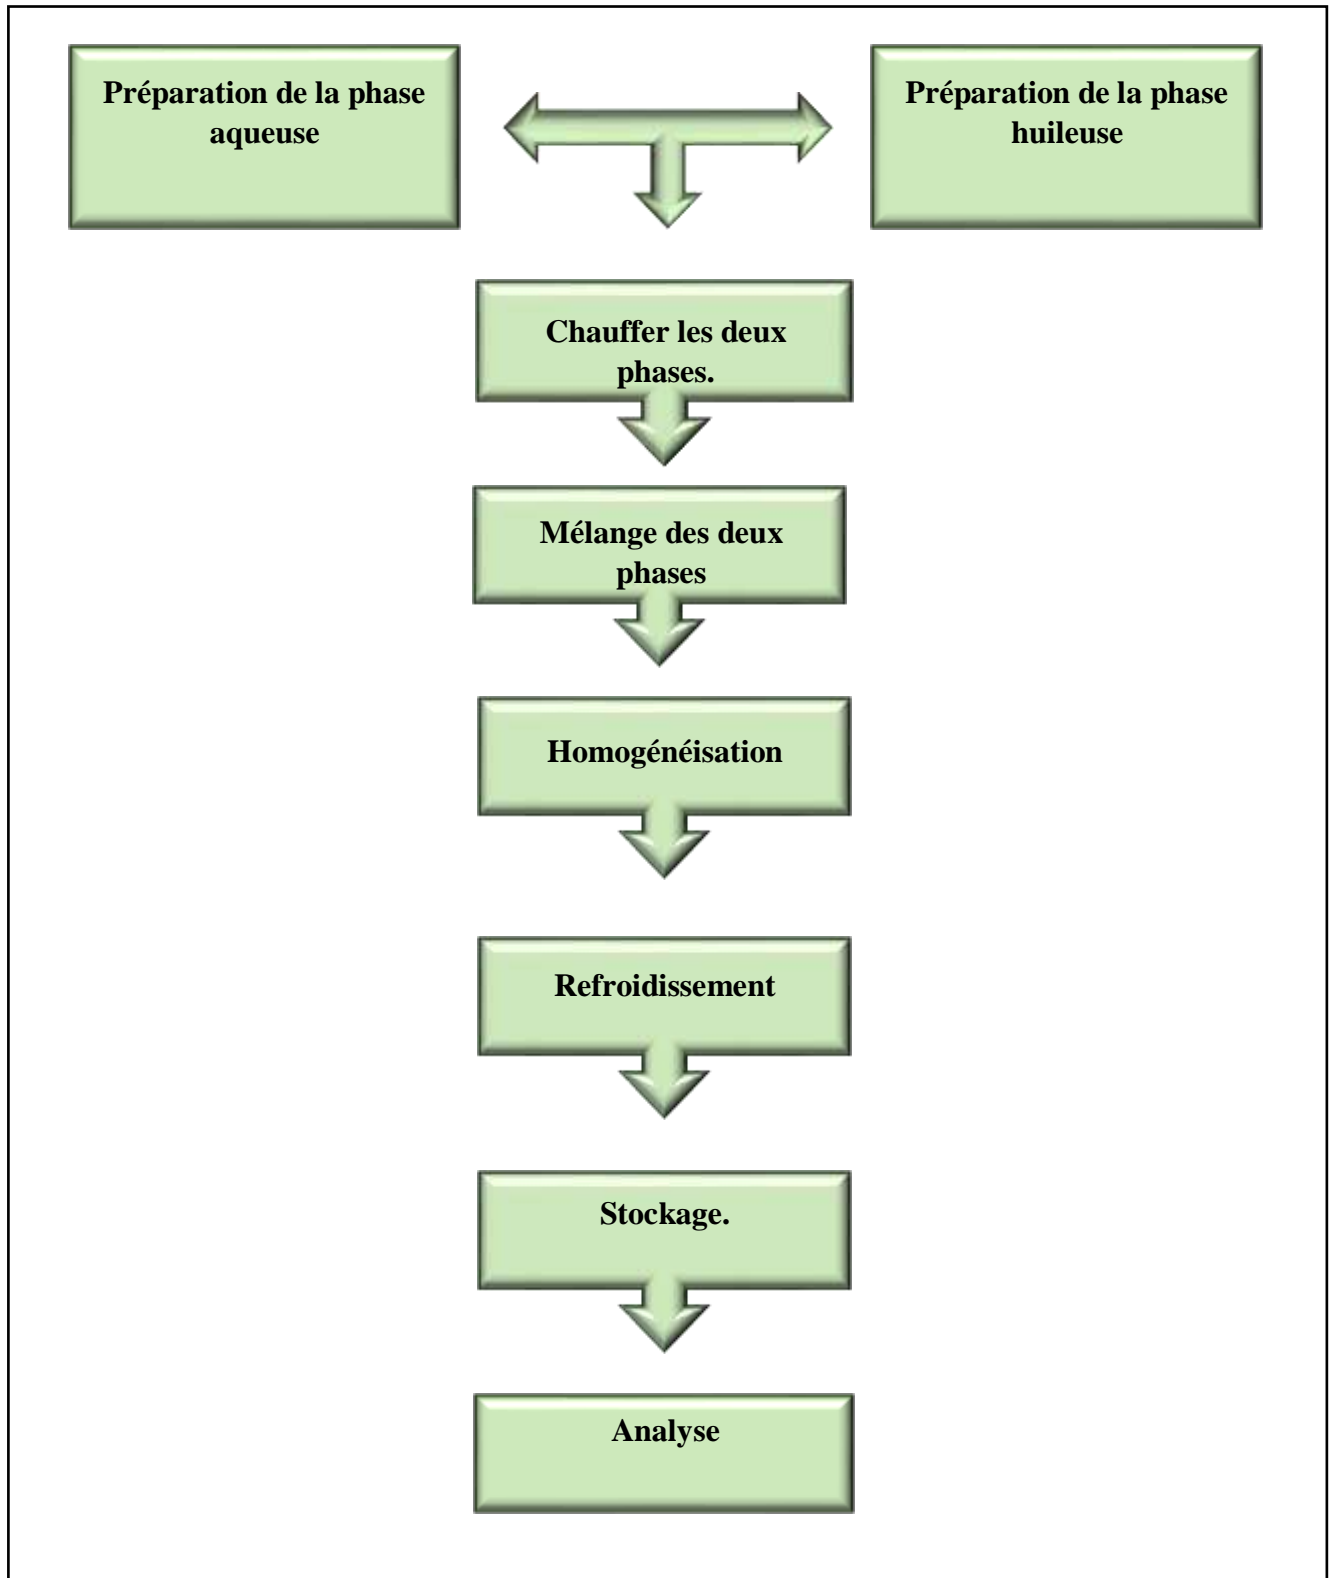 Préparation de la phase
aqueuse
Préparation de la phase
huileuse
Chauffer les deux
phases.
Mélange des deux
phases
Homogénéisation
Refroidissement
Stockage.
Analyse